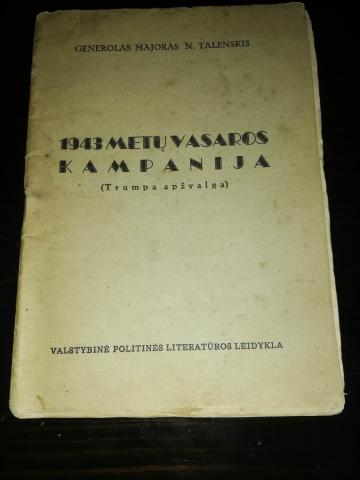 GENEROLAS MAJORAS N. TALENSKIS
1943 METŲ VASAROS
KAMPANIJA
(Trumpa apžvalga)
VALSTYBINĖ POLITINĖS LITERATŪROS LEIDYKLA